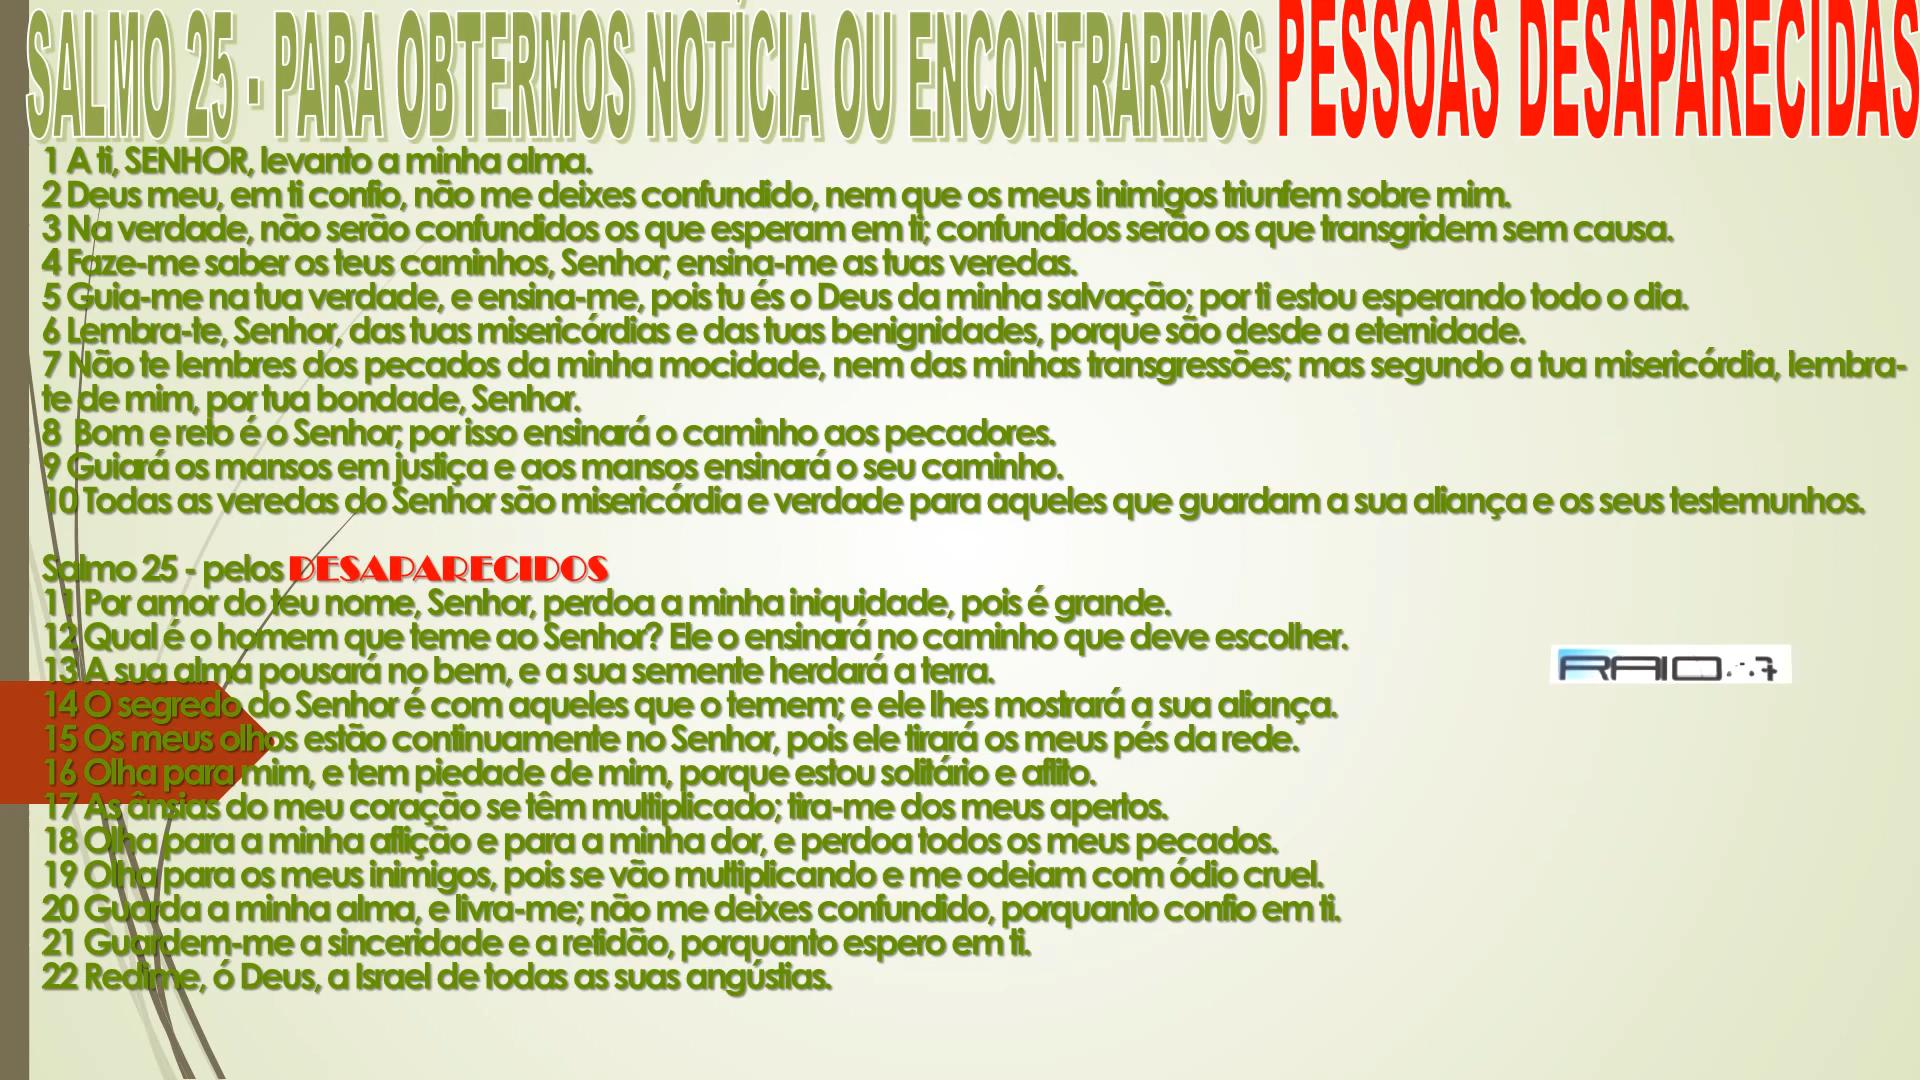 SALMO 25 - PARA OBTERMOS NOTÍCIA OU ENCONTRARMOS PESSOAS DESAPARECIDAS
1 A ti, SENHOR, levanto a minha alma.
2 Deus meu, em ti confio, não me deixes confundido, nem que os meus inimigos triunfem sobre mim.
3 Na verdade, não serão confundidos os que esperam em ti; confundidos serão os que transgridem sem causa.
4 Faze-me saber os teus caminhos, Senhor; ensina-me as tuas veredas.
5 Guia-me na tua verdade, e ensina-me, pois tu és o Deus da minha salvação; por ti estou esperando todo o dia.
6 Lembra-te, Senhor, das tuas misericórdias e das tuas benignidades, porque são desde a eternidade.
7 Não te lembres dos pecados da minha mocidade, nem das minhas transgressões; mas segundo a tua misericórdia, lembra-
te de mim, por tua bondade, Senhor.
8 Bom e reto é o Senhor; por isso ensinará o caminho aos pecadores.
9 Guiará os mansos em justiça e aos mansos ensinará o seu caminho.
10 Todas as veredas do Senhor são misericórdia e verdade para aqueles que guardam a sua aliança e os seus testemunhos.
Salmo 25 - pelos DESAPARECIDOS
11 Por amor do teu nome, Senhor, perdoa a minha iniquidade, pois é grande.
12 Qual é o homem que teme ao Senhor? Ele o ensinará no caminho que deve escolher.
13 A sua alma pousará no bem, e a sua semente herdará a terra.
14 O segredo do Senhor é com aqueles que o temem; e ele lhes mostrará a sua aliança.
15 Os meus olhos estão continuamente no Senhor, pois ele tirará os meus pés da rede.
16 Olha para mim, e tem piedade de mim, porque estou solitário e aflito.
17 As ânsias do meu coração se têm multiplicado; tira-me dos meus apertos.
18 Olha para a minha aflição e para a minha dor, e perdoa todos os meus pecados.
19 Olha para os meus inimigos, pois se vão multiplicando e me odeiam com ódio cruel.
20 Guarda a minha alma, e livra-me; não me deixes confundido, porquanto confio em ti.
21 Guardem-me a sinceridade e a retidão, porquanto espero em ti.
22 Redime, ó Deus, a Israel de todas as suas angústias.
RAIO